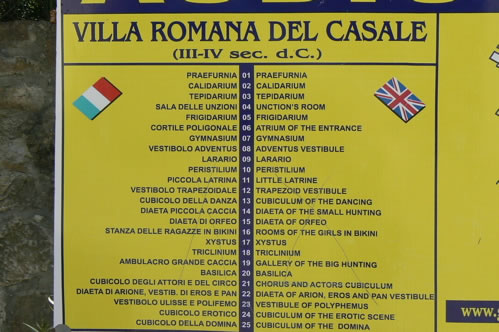 AUDIO
VILLA ROMANA DEL CASALE
(III-IV sec. d.C.)
PRAEFURNIA 01 PRAEFURNIA
CALIDARIUM 02 CALIDARIUM
TEPIDARIUM 03 TEPIDARIUM
SALA DELLE UNZIONI 04 UNCTION'S ROOM
FRIGIDARIUM 05 FRIGIDARIUM
CORTILE POLIGONALE 06 ATRIUM OF THE ENTRANCE
GYMNASIUM 07 GYMNASIUM
VESTIBOLO ADVENTUS 08 ADVENTUS VESTIBULE
LARARIO 09 LARARIO
PERISTILIUM 10 PERISTILIUM
PICCOLA LATRINA 11 LITTLE LATRINE
VESTIBOLO TRAPEZOIDALE 12 TRAPEZOID VESTIBULE
CUBICOLO DELLA DANZA 13 CUBICULUM OF THE DANCING
DIAETA PICCOLA CACCIA 14 DIAETA OF THE SMALL HUNTING
DIAETA DI ORFEO 15 DIAETA OF ORFEO
STANZA DELLE RAGAZZE IN BIKINI 16 ROOMS OF THE GIRLS IN BIKINI
XYSTUS 17 XYSTUS
TRICLINIUM 18 TRICLINIUM
AMBULACRO GRANDE CACCIA 19 GALLERY OF THE BIG HUNTING
BASILICA 20 BASILICA
CUBICOLO DEGLI ATTORI E DEL CIRCO 21 CHORUS AND ACTORS CUBICULUM
DIAETA DI ARIONE, VESTIB. DI EROS E PAN 22 DIAETA OF ARION, EROS AND PAN VESTIBULE
VESTIBOLO ULISSE E POLIFEMO 23 VESTIBULE OF POLYPHEMUS
CUBICOLO EROTICO 24 CUBICULUM OF THE EROTIC SCENE
CUBICOLO DELLA DOMINA 25 CUBICULUM OF THE DOMINA